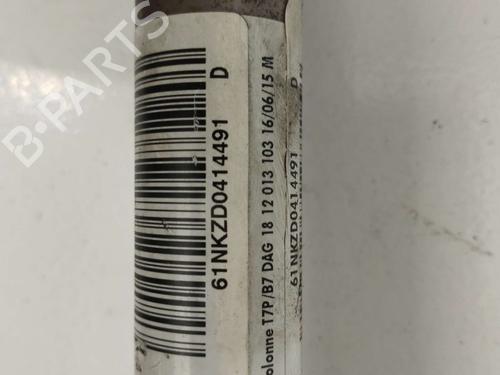 B-PARTS
61NKZD0414491 D
olonne T7P/B7 DAG 18 12 013 103 16/06/15 M
61NKZD0414491 D